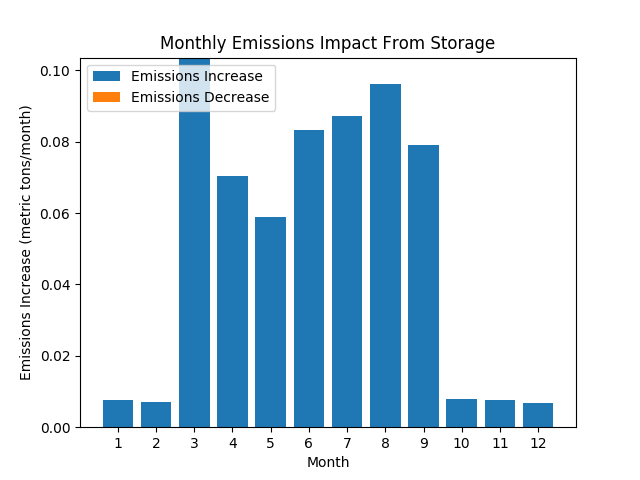 Monthly Emissions Impact From Storage
Emissions Increase
Emissions Decrease
Emissions Increase (metric tons/month)
0.10
0.08
0.06
0.04
0.02
0.00
1 2 3 4 5 6 7 8 9 10 11 12
Month